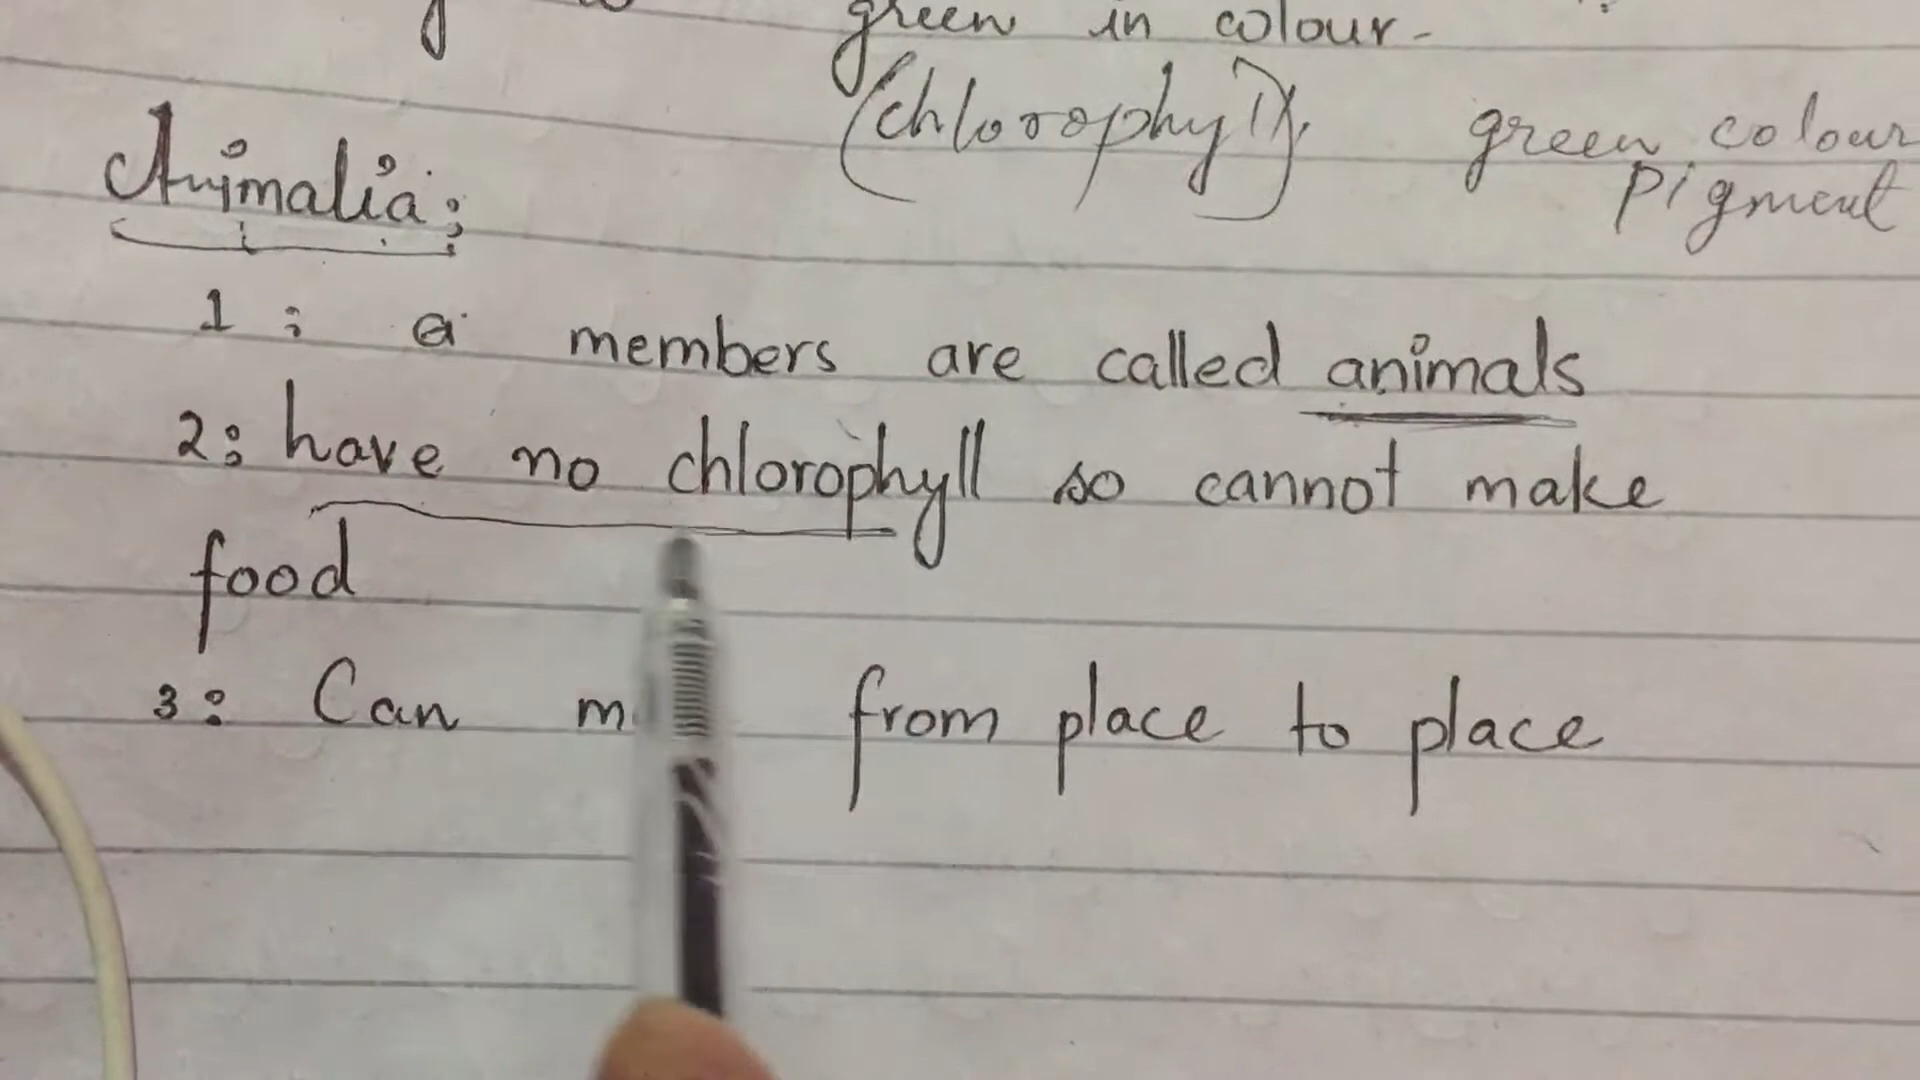 green in colour-
(chlorophyll), green colour
pigment
Animalia:
1: a members are called animals
2: have no chlorophyll so cannot make
food
3: Can from place to place